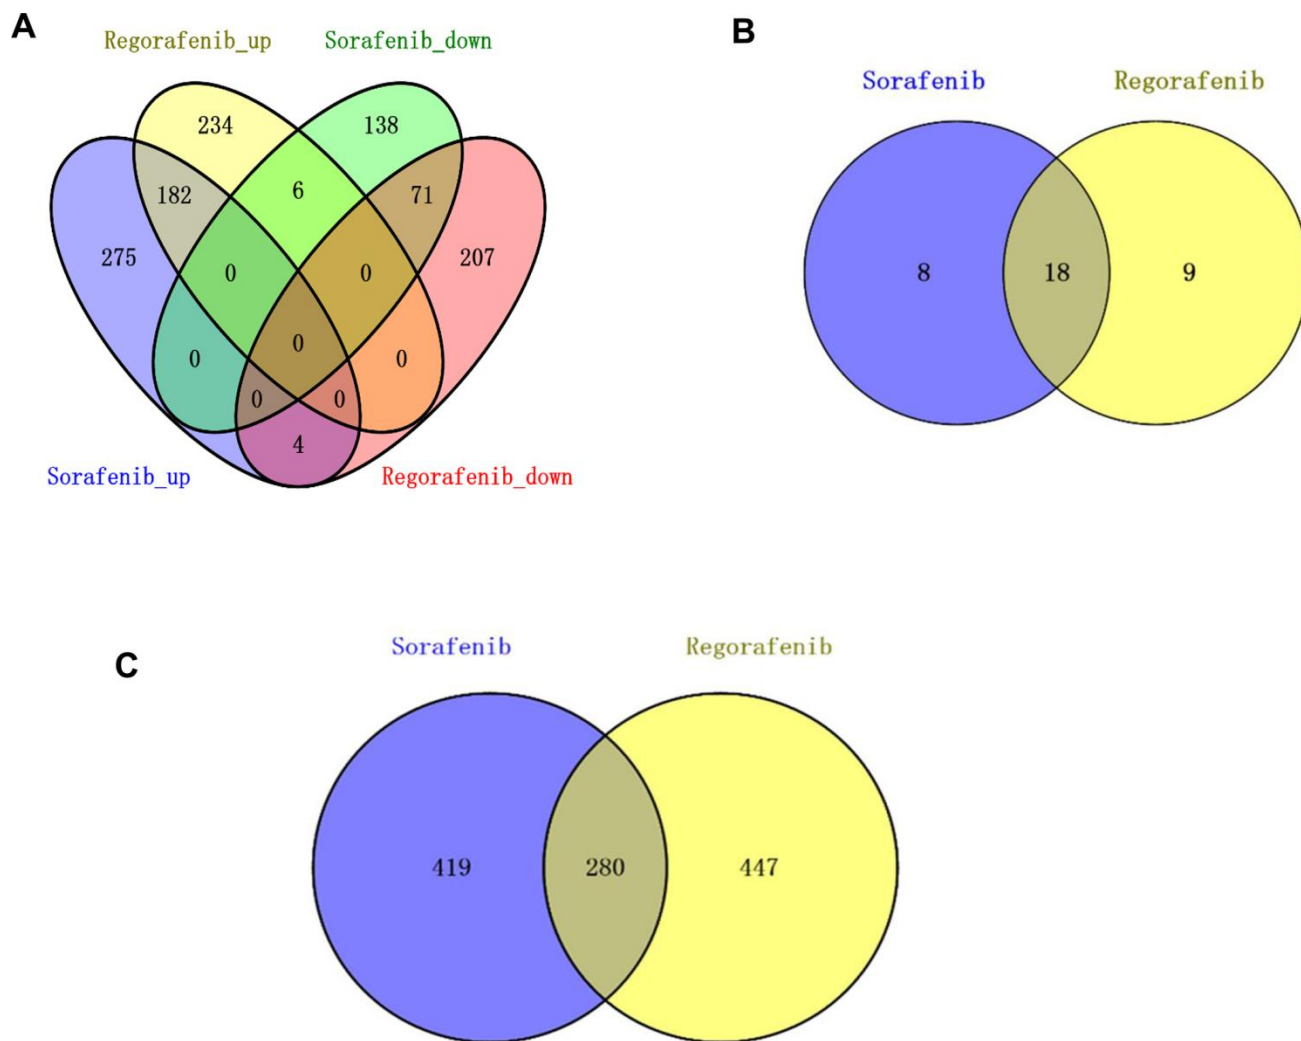 A
Regorafenib_up
Sorafenib_down
234
138
182
6
71
275
0
0
207
0
0
0
0
0
4
Sorafenib_up
Regorafenib_down
B
Sorafenib
Regorafenib
8
18
9
C
Sorafenib
Regorafenib
419
280
447